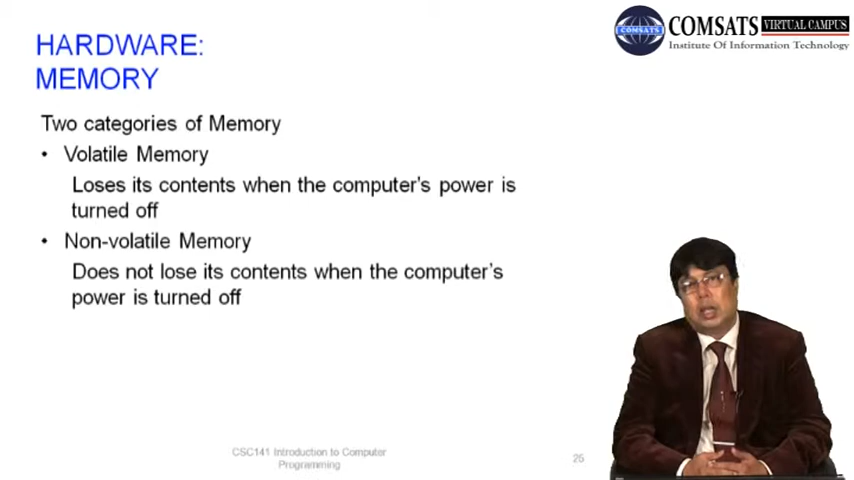 HARDWARE:
MEMORY
COMSATS VIRTUAL CAMPUS
Institute Of Information Technology
COMSATS
Two categories of Memory
• Volatile Memory
Loses its contents when the computer's power is
turned off
• Non-volatile Memory
Does not lose its contents when the computer's
power is turned off
CSC141 Introduction to Computer
Programming
25